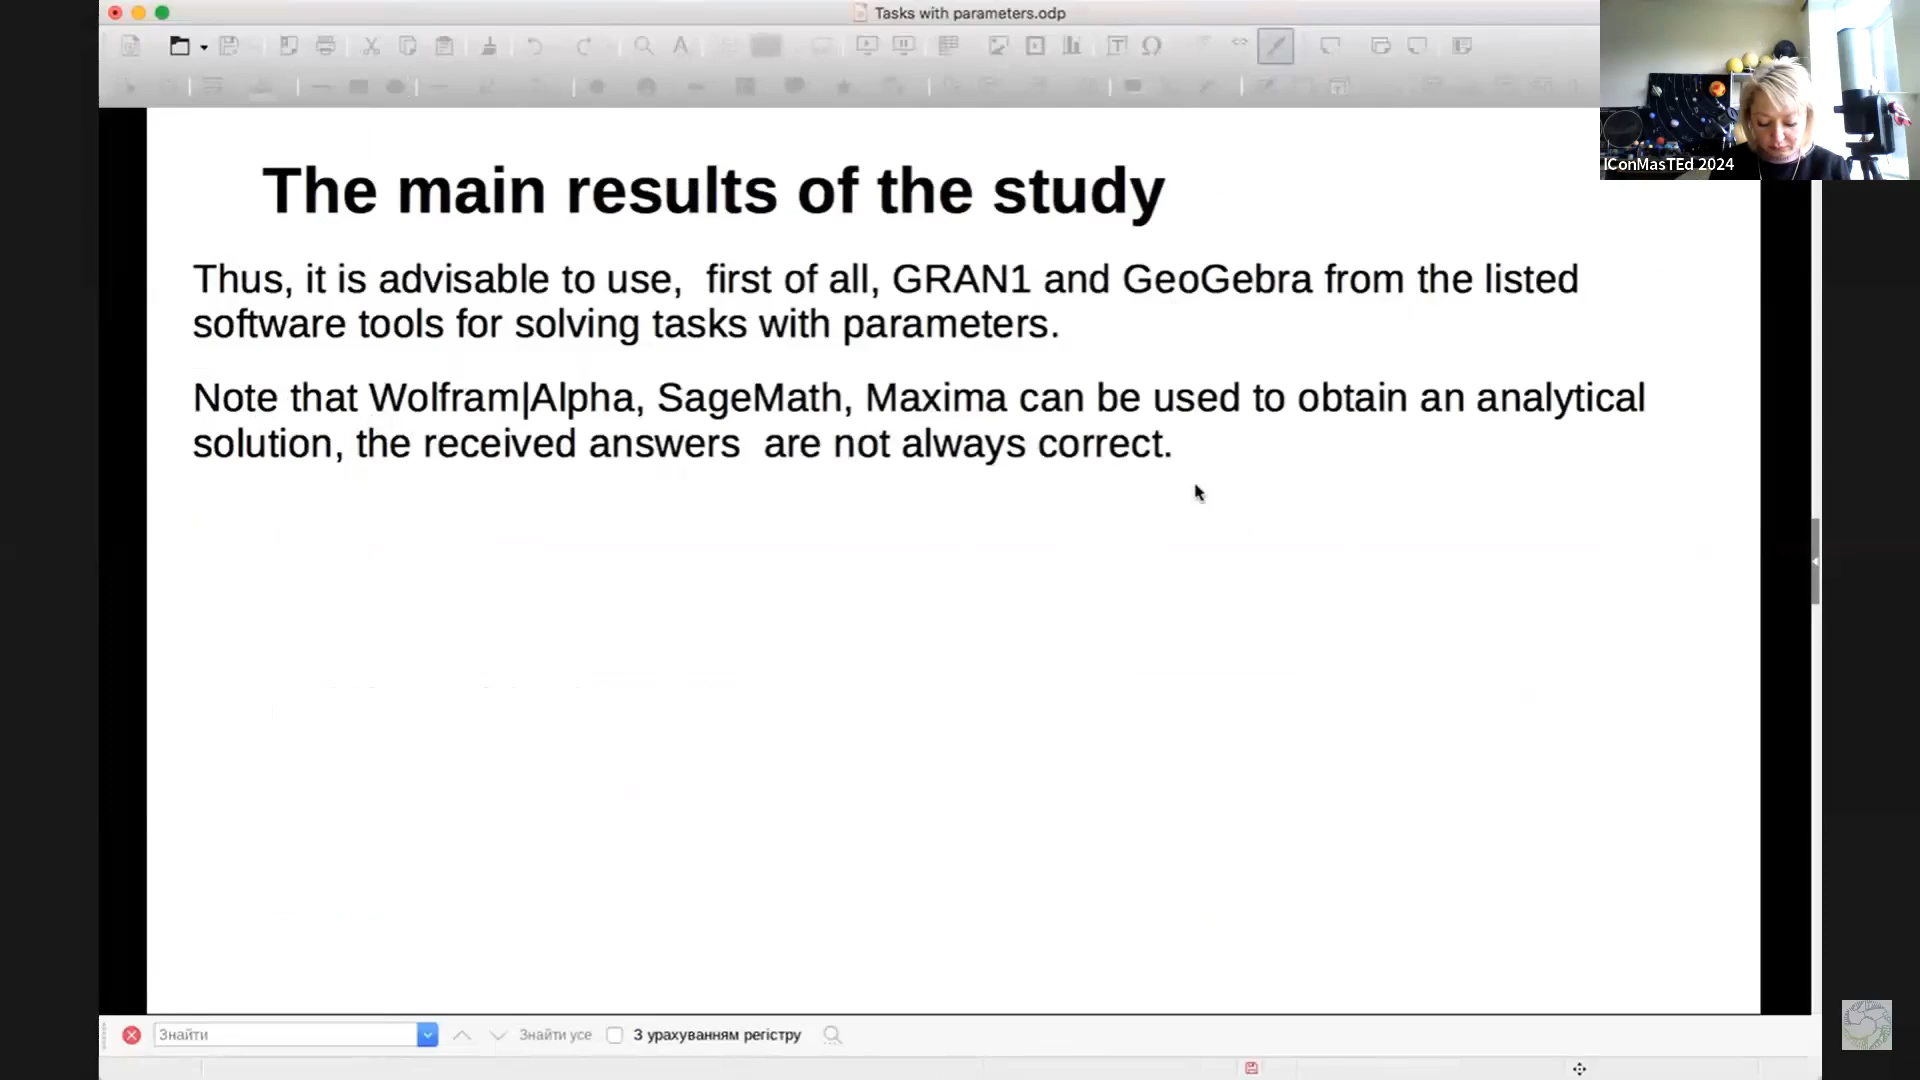 Tasks with parameters.odp
IConMasTEd 2024
The main results of the study
Thus, it is advisable to use,  first of all, GRAN1 and GeoGebra from the listed
software tools for solving tasks with parameters.
Note that Wolfram|Alpha, SageMath, Maxima can be used to obtain an analytical
solution, the received answers  are not always correct.
Знайти
Знайти усе
З урахуванням регістру